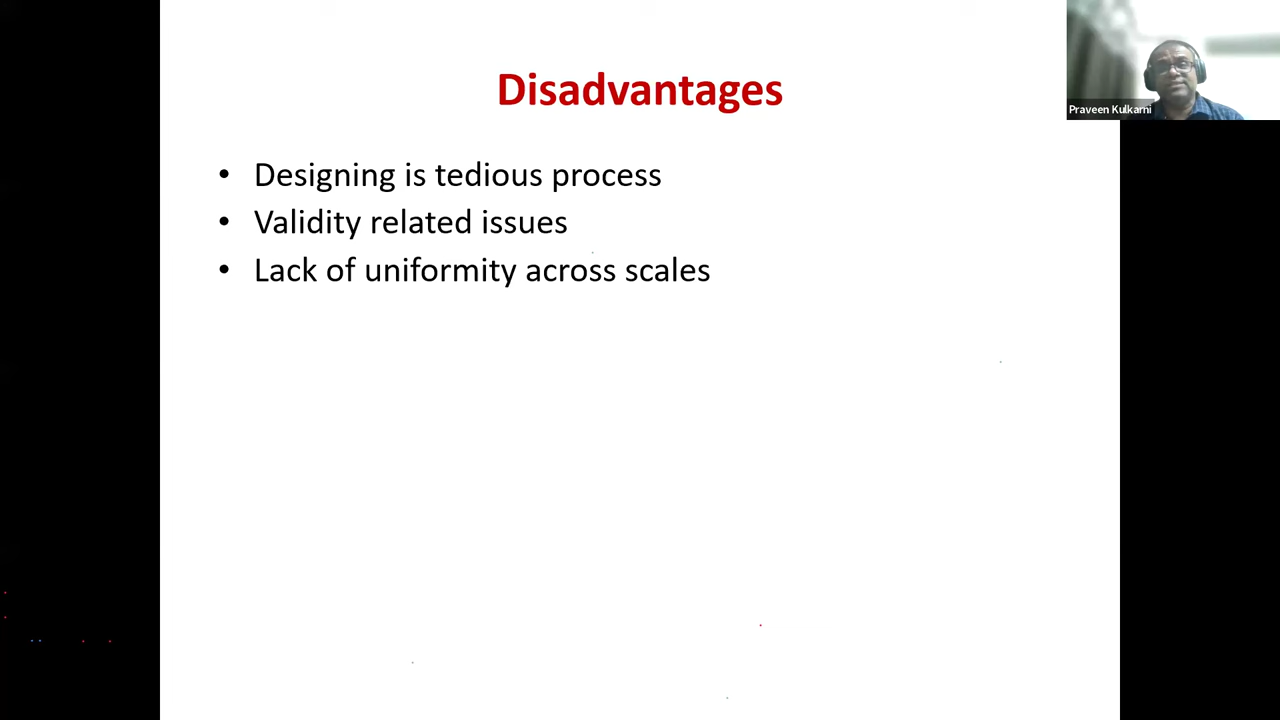 Disadvantages
Praveen Kulkarni
• Designing is tedious process
• Validity related issues
• Lack of uniformity across scales